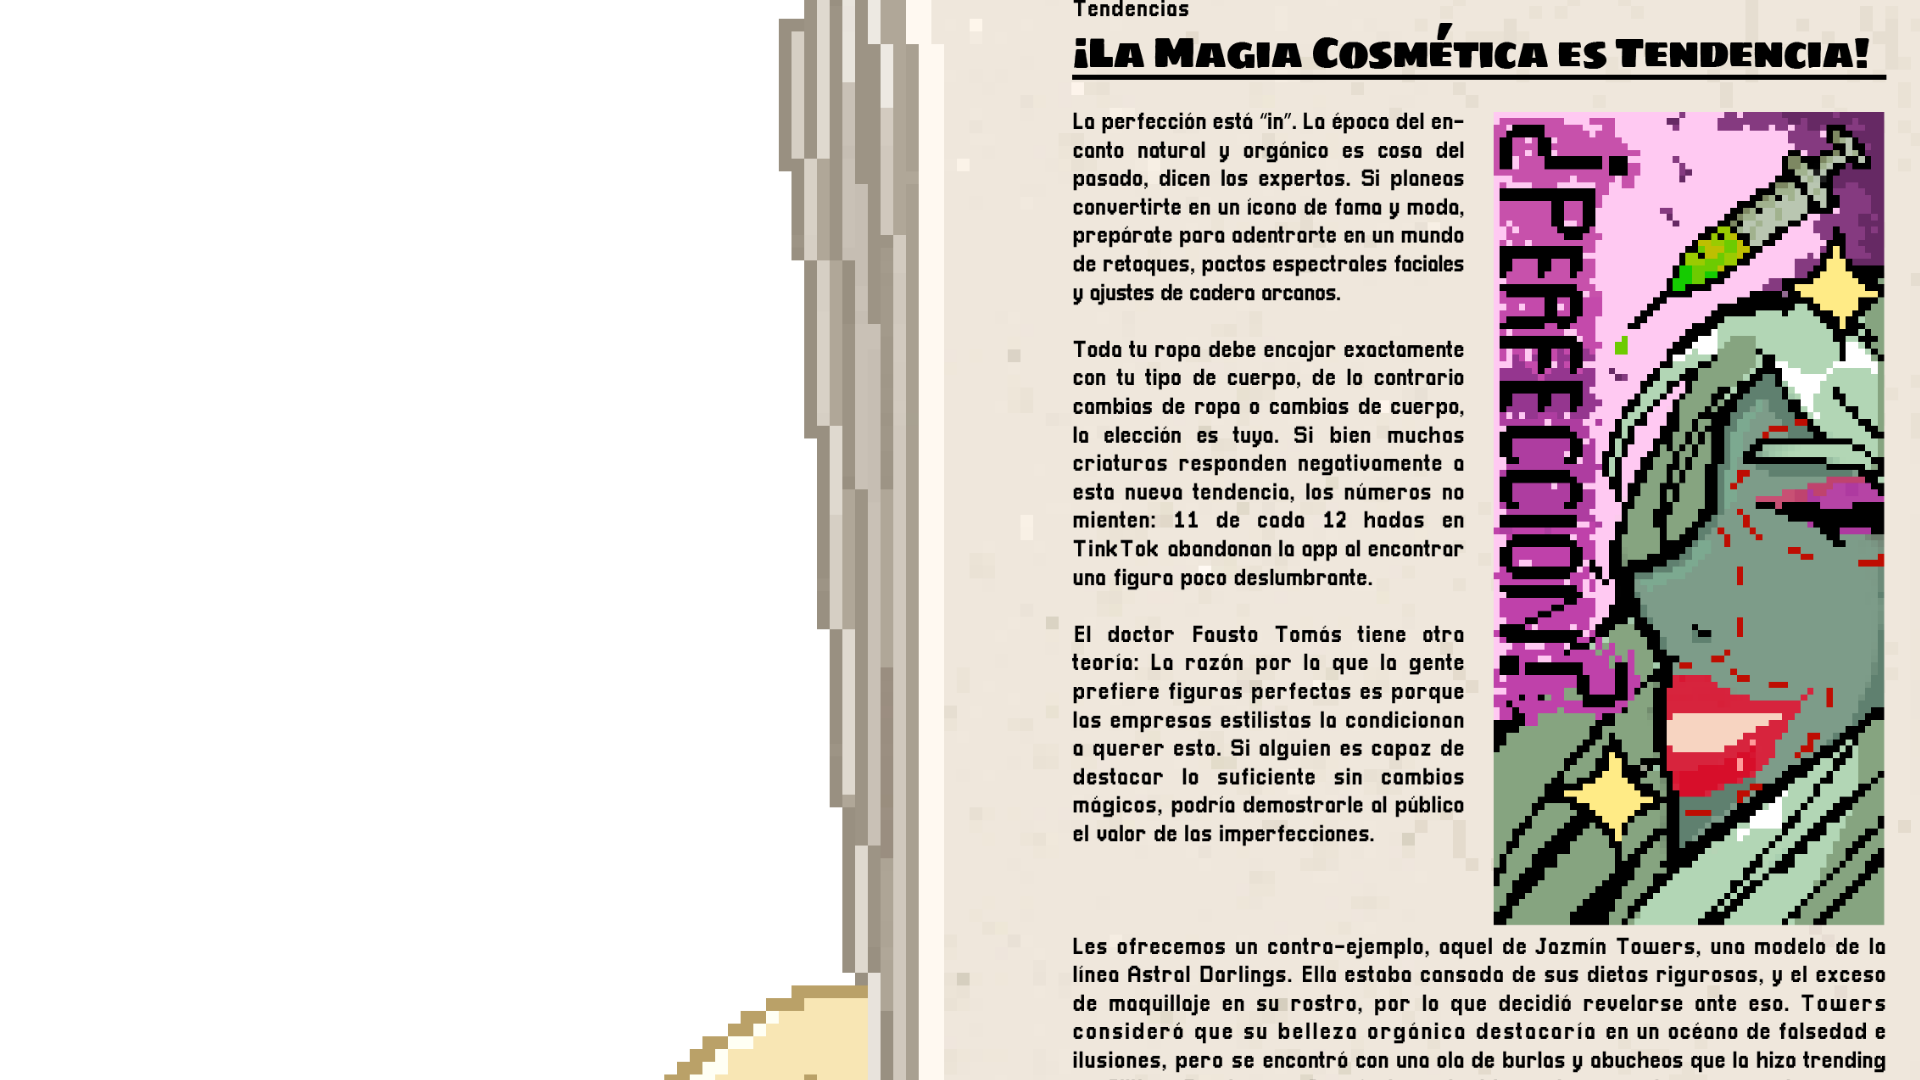 Tendencias
¡La Magia Cosmética es Tendencia!
La perfección está "in". La época del en-
canto natural y orgánico es cosa del
pasado, dicen los expertos. Si planeas
convertirte en un ícono de fama y moda,
prepárate para adentrarte en un mundo
de retoques, pactos espectrales faciales
y ajustes de cadera arcanos.
Toda tu ropa debe encajar exactamente
con tu tipo de cuerpo, de lo contrario
cambias de ropa o cambias de cuerpo,
la elección es tuya. Si bien muchas
criaturas responden negativamente a
esta nueva tendencia, los números no
mienten: 11 de cada 12 hadas en
TinkTok abandonan la app al encontrar
una figura poco deslumbrante.
El doctor Fausto Tomás tiene otra
teoría: La razón por la que la gente
prefiere figuras perfectas es porque
las empresas estilistas la condicionan
a querer esto. Si alguien es capaz de
destacar lo suficiente sin cambios
mágicos, podría demostrarle al público
el valor de las imperfecciones.
¿PERFECCION?
Les ofrecemos un contra-ejemplo, aquel de Jazmín Towers, una modelo de la
línea Astral Darlings. Ella estaba cansada de sus dietas rigurosas, y el exceso
de maquillaje en su rostro, por lo que decidió revelarse ante eso. Towers
consideró que su belleza orgánica destacaría en un océano de falsedad e
ilusiones, pero se encontró con una ola de burlas y abucheos que la hizo trending